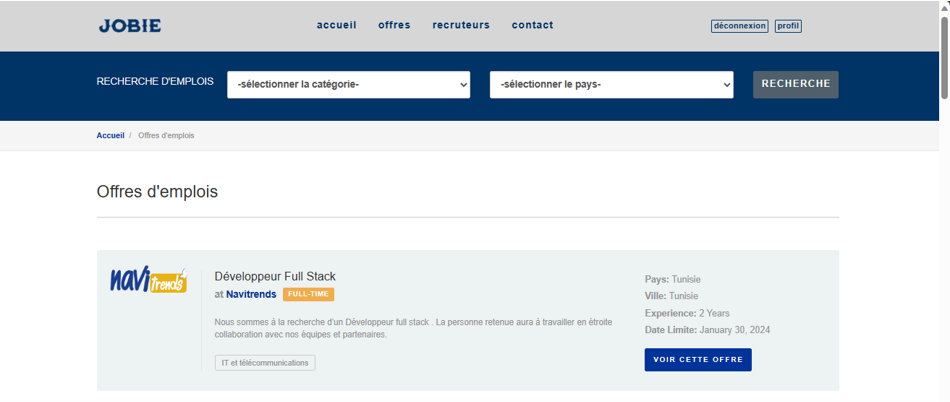 JOBIE
accueil offres recruteurs contact
déconnexion profil
RECHERCHE D'EMPLOIS
-sélectionner la catégorie-
-sélectionner le pays-
RECHERCHE
Accueil / Offres d'emplois
Offres d'emplois
navi trends
Développeur Full Stack
at Navitrends FULL-TIME
Nous sommes à la recherche d'un Développeur full stack . La personne retenue aura à travailler en étroite
collaboration avec nos équipes et partenaires.
IT et télécommunications
Pays: Tunisie
Ville: Tunisie
Experience: 2 Years
Date Limite: January 30, 2024
VOIR CETTE OFFRE